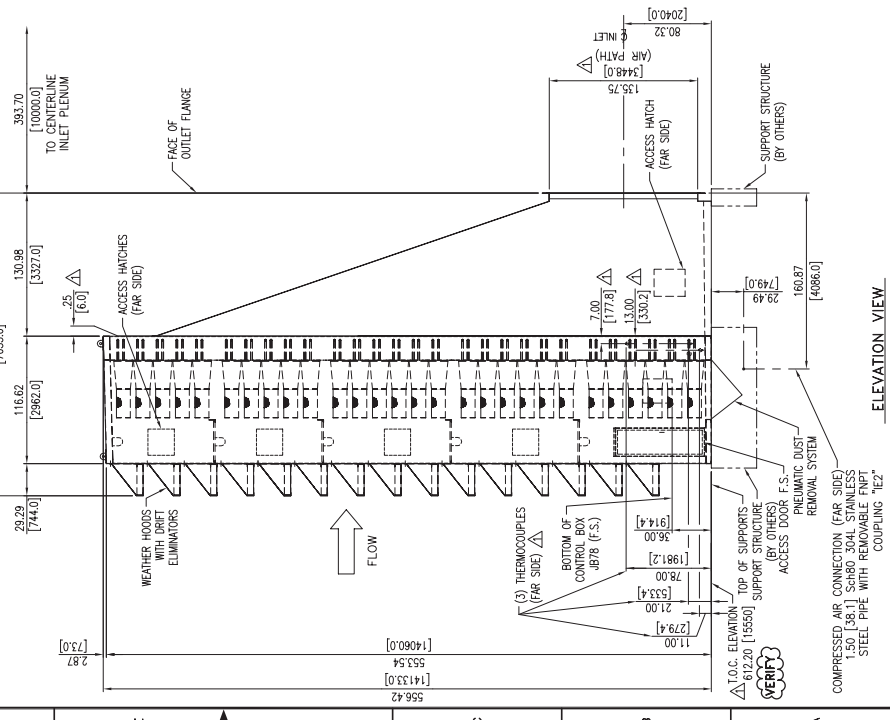 393.70
[10000.0]
TO CENTERLINE
INLET PLENUM
FACE OF
OUTLET FLANGE
130.98
[3327.0]
.25
[6.0]
1
ACCESS HATCHES
(FAR SIDE)
116.62
[2962.0]
29.29
[744.0]
WEATHER HOODS
WITH DRIFT
ELIMINATORS
FLOW
2.87
[73.0]
553.54
[14060.0]
556.42
[14133.0]
80.32
[2040.0]
℄ INLET
(AIR PATH)
1
135.75
[3448.0]
ACCESS HATCH
(FAR SIDE)
SUPPORT STRUCTURE
(BY OTHERS)
7.00
[177.8]
1
13.00
[330.2]
1
29.49
[749.0]
160.87
[4086.0]
(3) THERMOCOUPLES
(FAR SIDE)
1
BOTTOM OF
CONTROL BOX
JB78 (F.S.)
36.00
[914.4]
78.00
[1981.2]
21.00
[533.4]
11.00
[279.4]
1 T.O.C. ELEVATION
612.20 [15550]
VERIFY
TOP OF SUPPORTS
SUPPORT STRUCTURE
(BY OTHERS)
ACCESS DOOR F.S.
PNEUMATIC DUST
REMOVAL SYSTEM
COMPRESSED AIR CONNECTION (FAR SIDE)
1.50 [38.1] Sch80 304L STAINLESS
STEEL PIPE WITH REMOVABLE FNPT
COUPLING "IE2"
ELEVATION VIEW